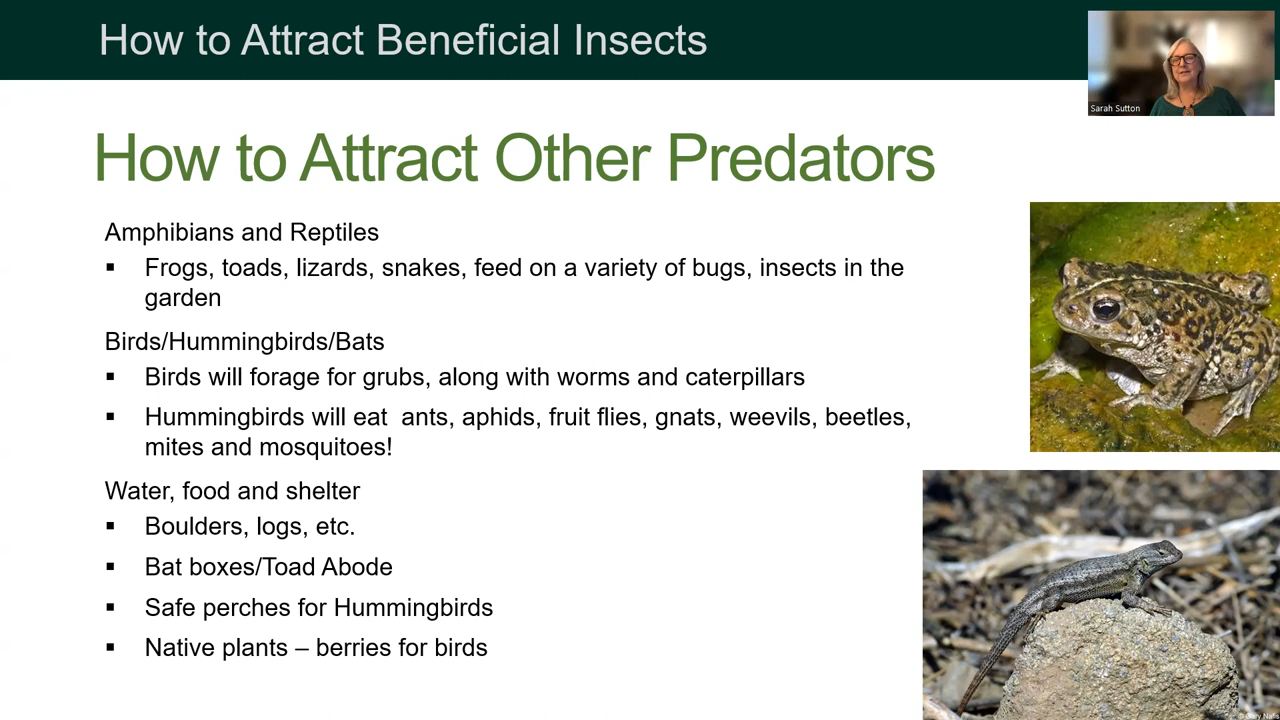 How to Attract Beneficial Insects
Sarah Sutton
How to Attract Other Predators
Amphibians and Reptiles
▪ Frogs, toads, lizards, snakes, feed on a variety of bugs, insects in the
garden
Birds/Hummingbirds/Bats
▪ Birds will forage for grubs, along with worms and caterpillars
▪ Hummingbirds will eat  ants, aphids, fruit flies, gnats, weevils, beetles,
mites and mosquitoes!
Water, food and shelter
▪ Boulders, logs, etc.
▪ Bat boxes/Toad Abode
▪ Safe perches for Hummingbirds
▪ Native plants – berries for birds